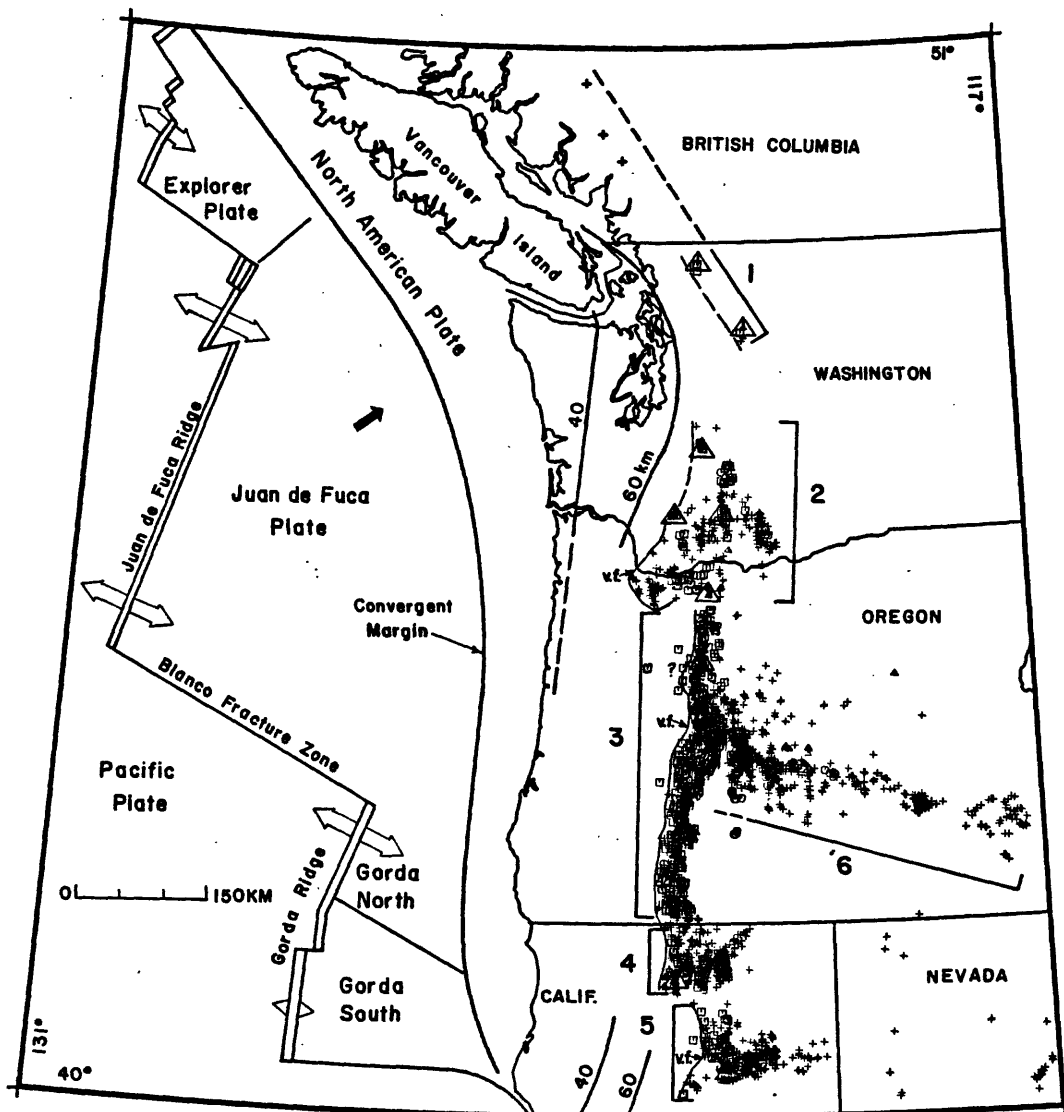 51°
117°
BRITISH COLUMBIA
Vancouver
Island
Explorer
Plate
North American Plate
1
WASHINGTON
40
60 km
Juan de Fuca Ridge
Juan de Fuca
Plate
2
v.f.
Convergent
Margin
OREGON
?
v.f.
3
Blanco Fracture Zone
Pacific
Plate
6
0 150KM
Gorda Ridge
Gorda
North
4
NEVADA
CALIF.
Gorda
South
5
v.f.
131°
40°
40
60